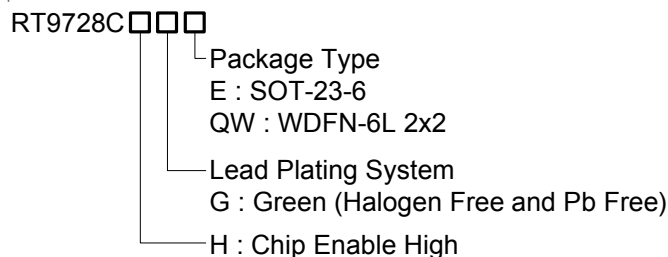 RT9728C□□□
Package Type
E : SOT-23-6
QW : WDFN-6L 2x2
Lead Plating System
G : Green (Halogen Free and Pb Free)
H : Chip Enable High